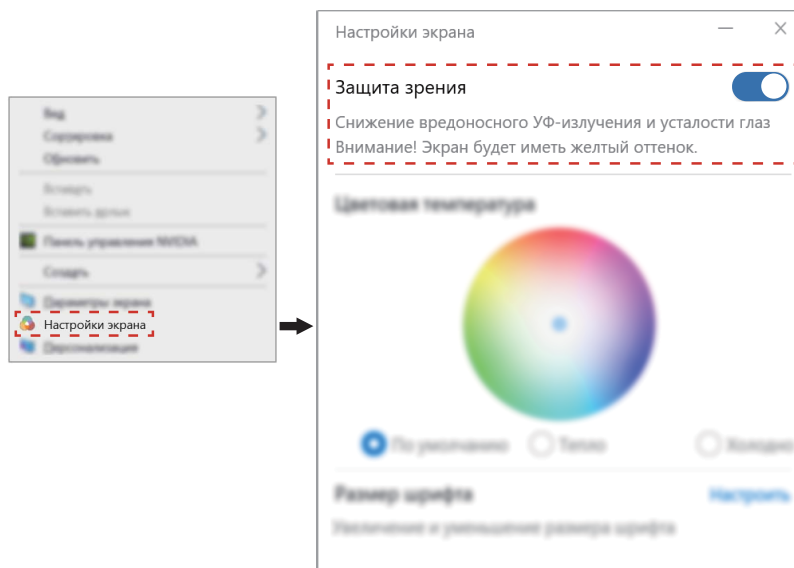 Вид
Сортировка
Обновить
Вставить
Вставить ярлык
Панель управления NVIDIA
Создать
Параметры экрана
Настройки экрана
Персонализация
Настройки экрана
Защита зрения
Снижение вредоносного УФ-излучения и усталости глаз
Внимание! Экран будет иметь желтый оттенок.
Цветовая температура
По умолчанию
Тепло
Холодно
Размер шрифта
Настроить
Увеличение и уменьшение размера шрифта